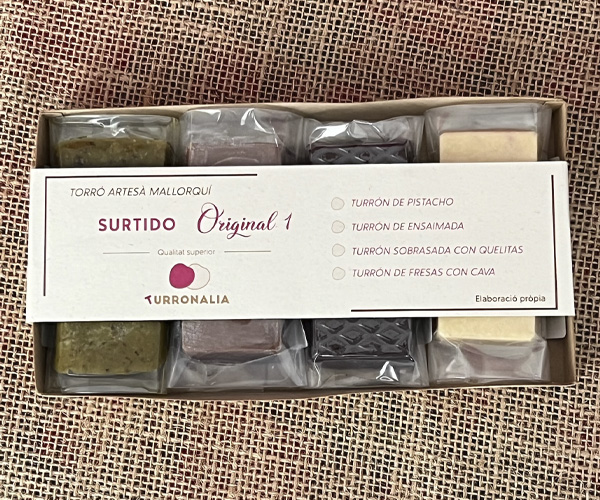 TORRÓ ARTESÀ MALLORQUÍ
SURTIDO Original 1
Qualitat superior
TURRONALIA
TURRÓN DE PISTACHO
TURRÓN DE ENSAIMADA
TURRÓN SOBRASADA CON QUELITAS
TURRÓN DE FRESAS CON CAVA
Elaboració pròpia